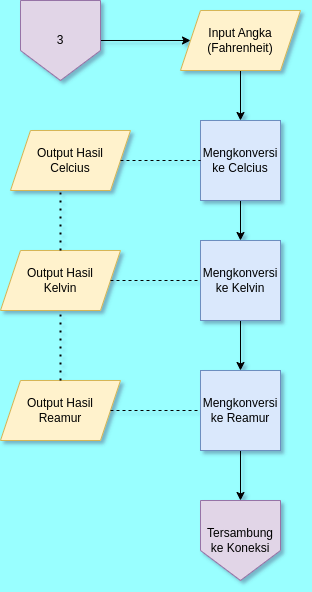 3
Input Angka
(Fahrenheit)
Output Hasil
Celcius
Mengkonversi
ke Celcius
Output Hasil
Kelvin
Mengkonversi
ke Kelvin
Output Hasil
Reamur
Mengkonversi
ke Reamur
Tersambung
ke Koneksi